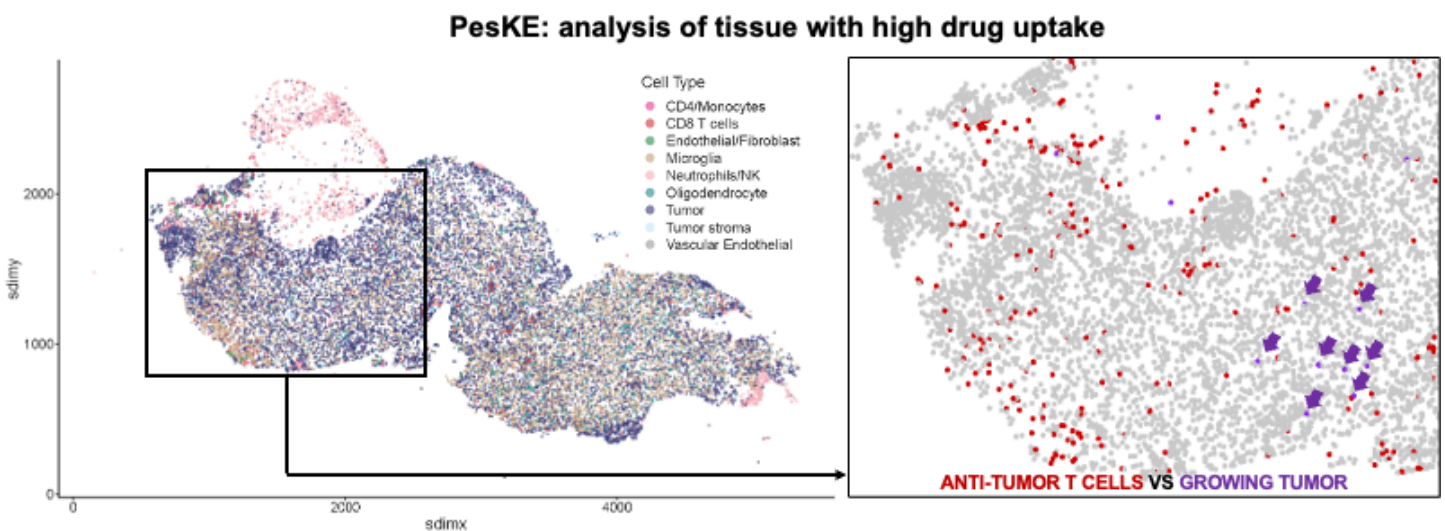 PesKE: analysis of tissue with high drug uptake
Cell Type
CD4/Monocytes
CD8 T cells
Endothelial/Fibroblast
Microglia
Neutrophils/NK
Oligodendrocyte
Tumor
Tumor stroma
Vascular Endothelial
sdimy
2000
1000
0
0
2000
4000
sdimx
ANTI-TUMOR T CELLS VS GROWING TUMOR